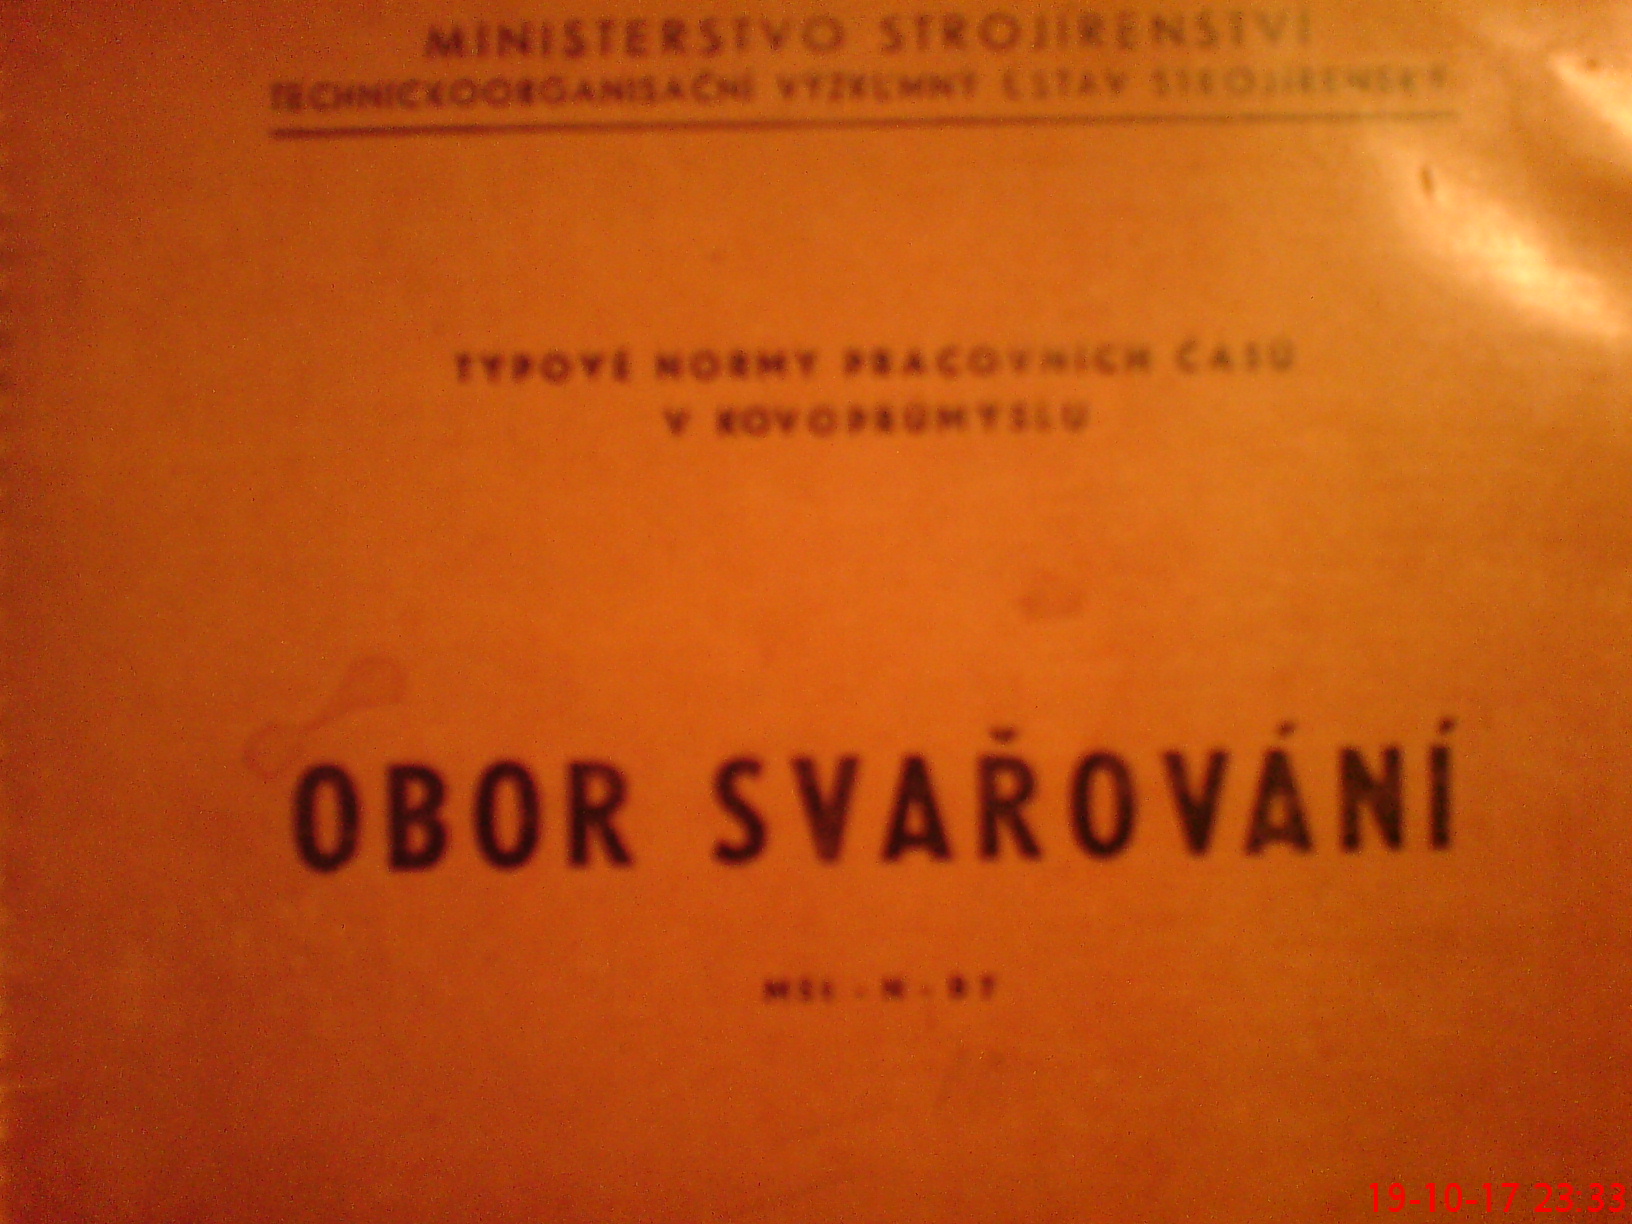 MINISTERSTVO STROJÍRENSTVÍ
TECHNICKOORGANISAČNÍ VÝZKUMNÝ ÚSTAV STROJÍRENSKÝ
TYPOVÉ NORMY PRACOVNÍCH ČASŮ
V KOVOPRŮMYSLU
OBOR SVAŘOVÁNÍ
19-10-17 23:33